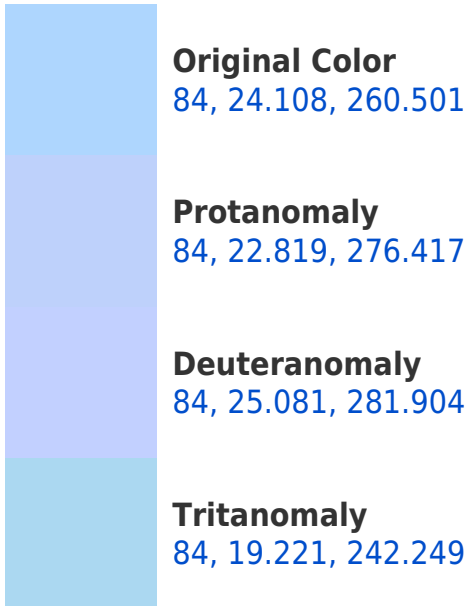 Original Color
84, 24.108, 260.501
Protanomaly
84, 22.819, 276.417
Deuteranomaly
84, 25.081, 281.904
Tritanomaly
84, 19.221, 242.249